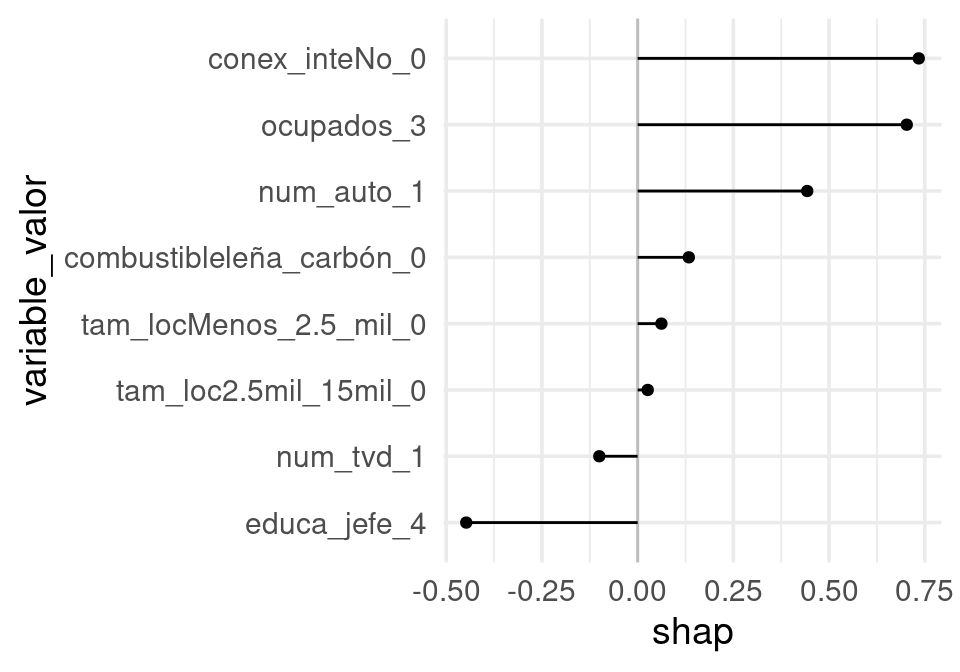 variable_valor
conex_inteNo_0
ocupados_3
num_auto_1
combustibleleña_carbón_0
tam_locMenos_2.5_mil_0
tam_loc2.5mil_15mil_0
num_tvd_1
educa_jefe_4
-0.50 -0.25 0.00 0.25 0.50 0.75
shap